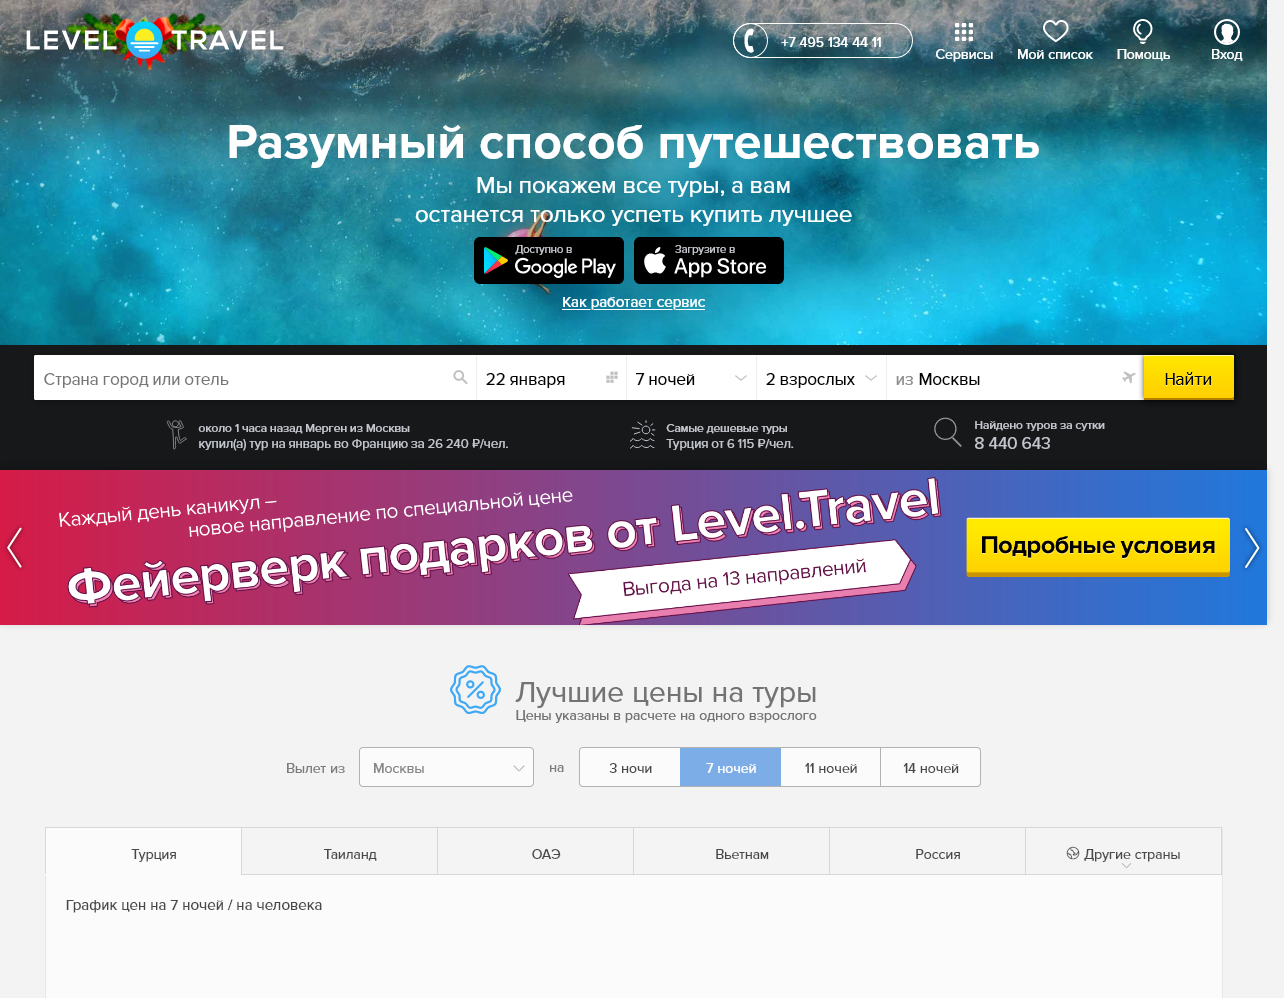 LEVEL TRAVEL
+7 495 134 44 11
Сервисы
Мой список
Помощь
Вход
Разумный способ путешествовать
Мы покажем все туры, а вам
останется только успеть купить лучшее
Доступно в
Google Play
Загрузите в
App Store
Как работает сервис
Страна город или отель
22 января
7 ночей
2 взрослых
из Москвы
Найти
около 1 часа назад Мерген из Москвы
купил(а) тур на январь во Францию за 26 240 ₽/чел.
Самые дешевые туры
Турция от 6 115 ₽/чел.
Найдено туров за сутки
8 440 643
Каждый день каникул –
новое направление по специальной цене
Фейерверк подарков от Level.Travel
Выгода на 13 направлений
Подробные условия
Лучшие цены на туры
Цены указаны в расчете на одного взрослого
Вылет из
Москвы
на
3 ночи
7 ночей
11 ночей
14 ночей
Турция
Таиланд
ОАЭ
Вьетнам
Россия
Другие страны
График цен на 7 ночей / на человека